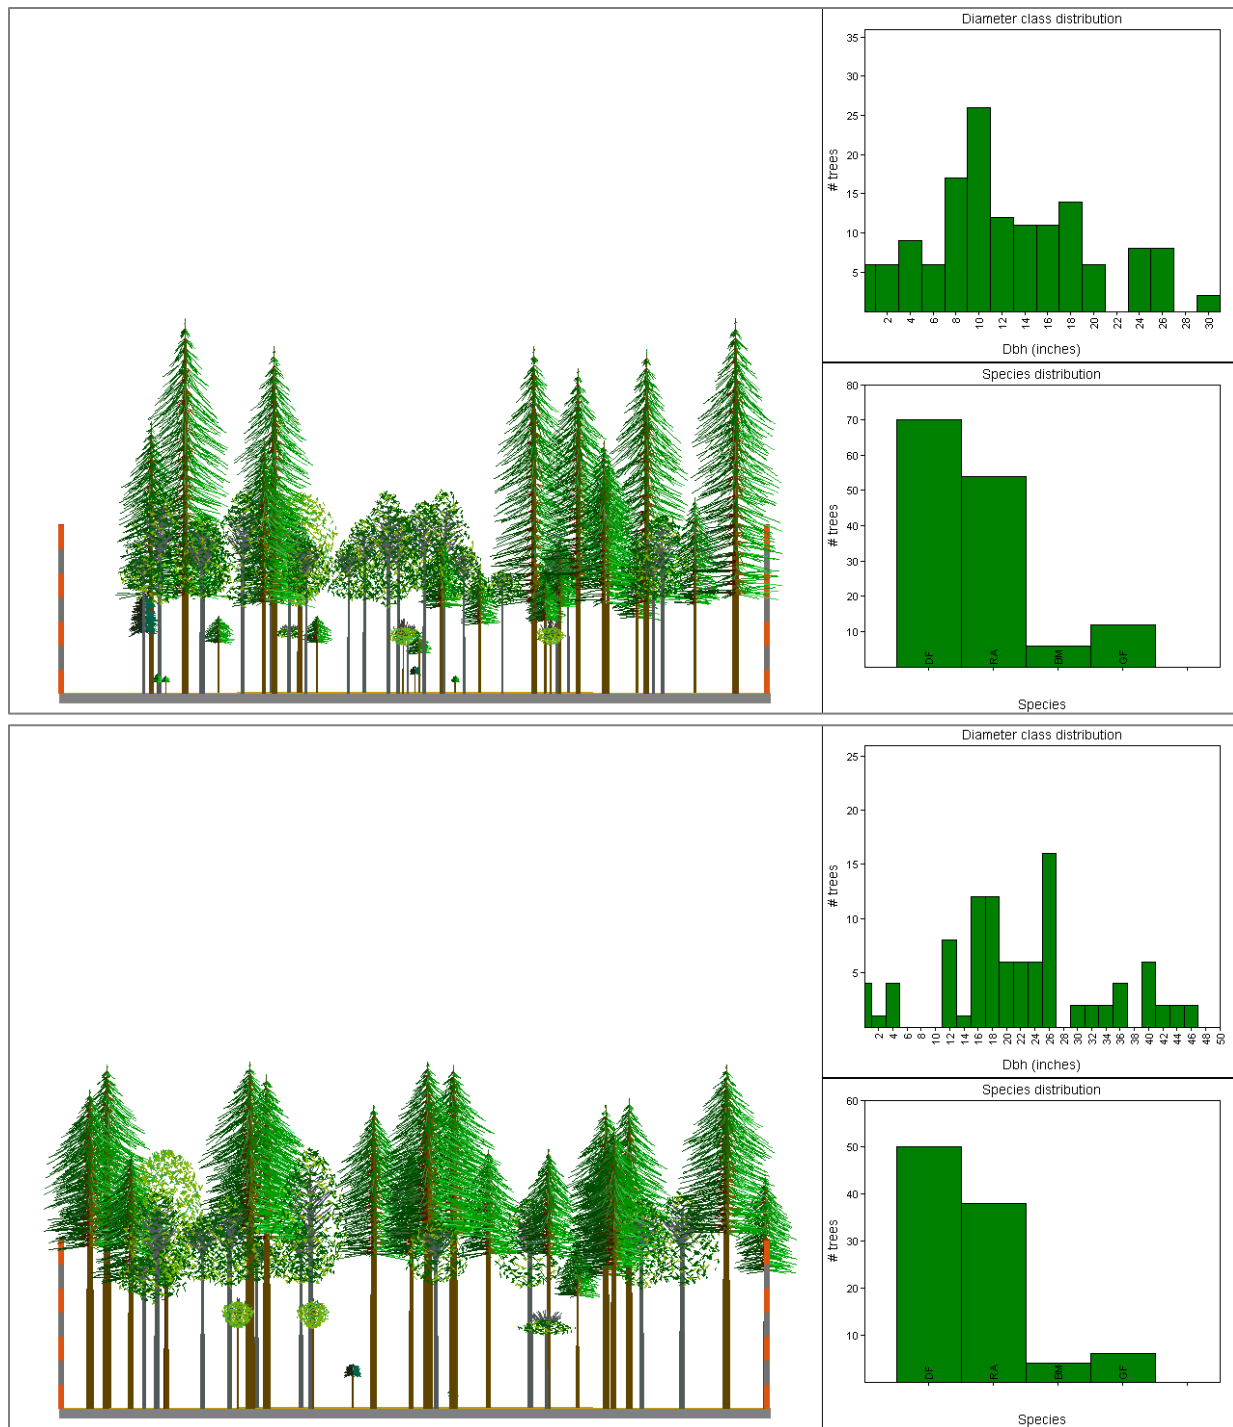 Diameter class distribution
35
30
25
20
15
10
5
# trees
2 4 6 8 10 12 14 16 18 20 22 24 26 28 30
Dbh (inches)
Species distribution
80
70
60
50
40
30
20
10
# trees
DF RA BM GF
Species
Diameter class distribution
25
20
15
10
5
# trees
2 4 6 8 10 12 14 16 18 20 22 24 26 28 30 32 34 36 38 40 42 44 46 48 50
Dbh (inches)
Species distribution
60
50
40
30
20
10
# trees
DF RA BM GF
Species